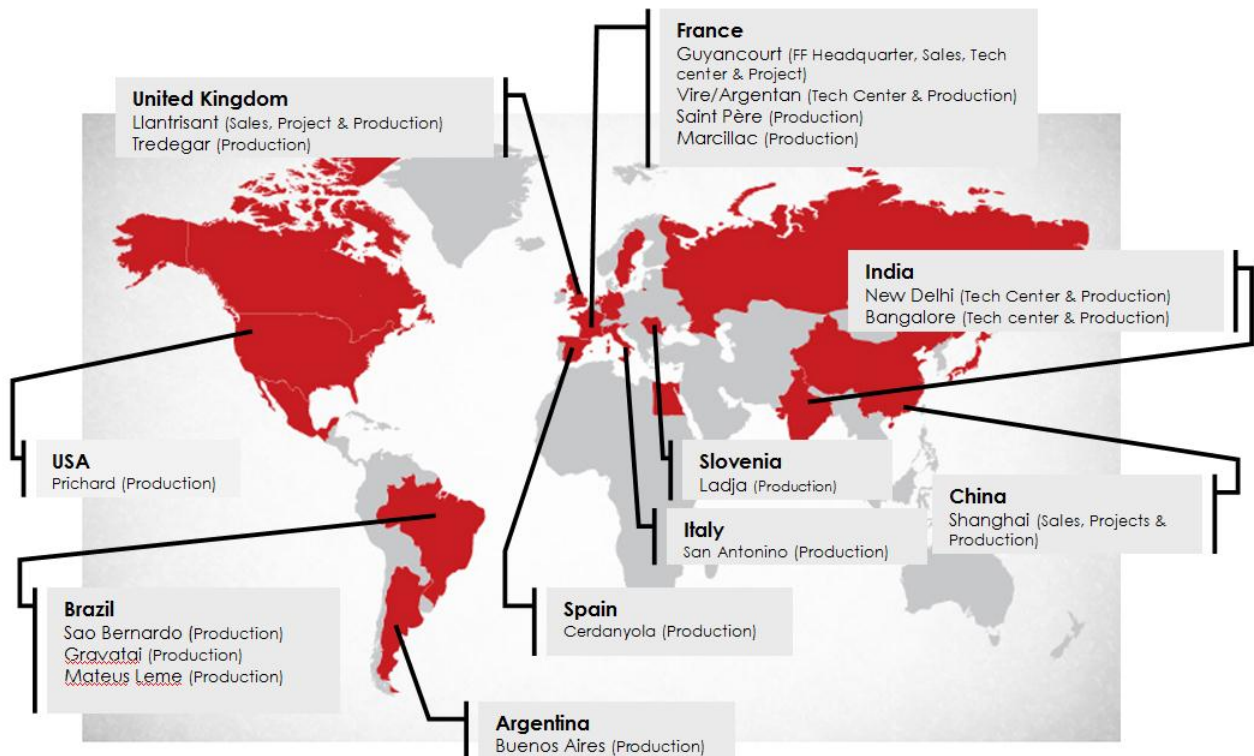 France
Guyancourt (FF Headquarter, Sales, Tech
center & Project)
Vire/Argentan (Tech Center & Production)
Saint Père (Production)
Marcillac (Production)
United Kingdom
Llantrisant (Sales, Project & Production)
Tredegar (Production)
India
New Delhi (Tech Center & Production)
Bangalore (Tech center & Production)
USA
Prichard (Production)
Slovenia
Ladja (Production)
China
Shanghai (Sales, Projects &
Production)
Italy
San Antonino (Production)
Brazil
Sao Bernardo (Production)
Gravatai (Production)
Mateus Leme (Production)
Spain
Cerdanyola (Production)
Argentina
Buenos Aires (Production)